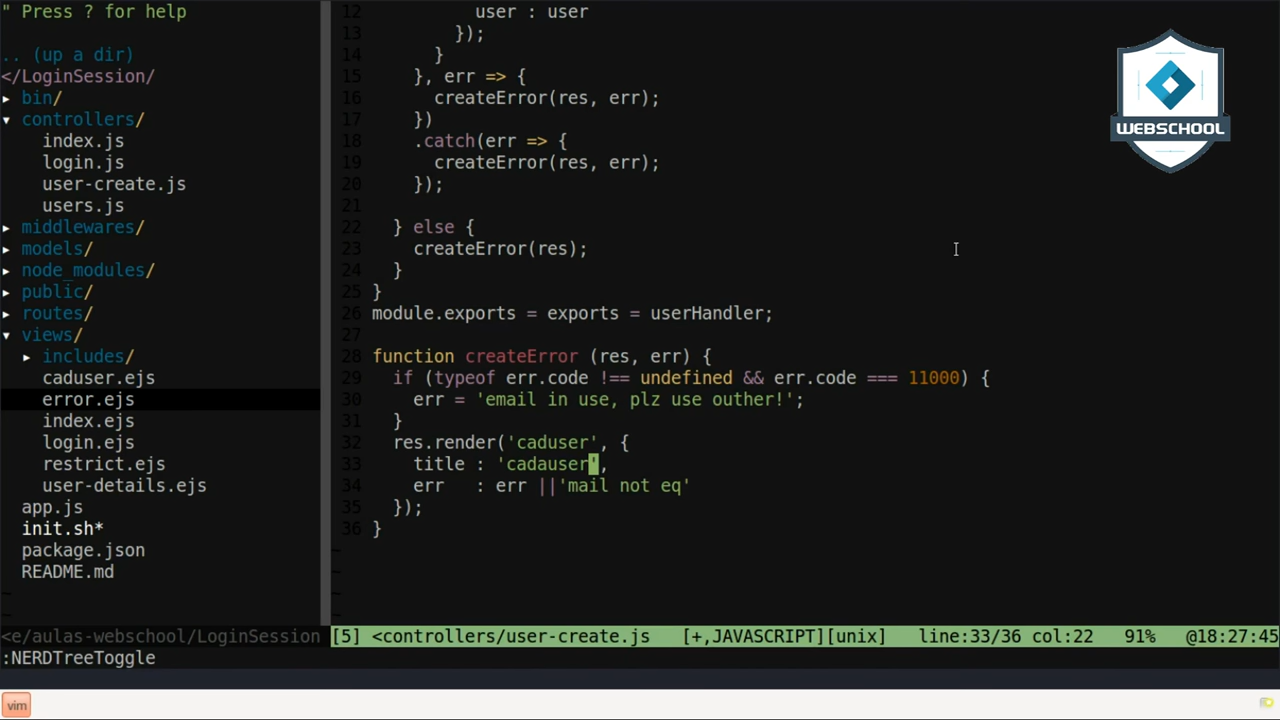 " Press ? for help
.. (up a dir)
</LoginSession/
▸ bin/
▾ controllers/
index.js
login.js
user-create.js
users.js
▸ middlewares/
▸ models/
▸ node_modules/
▸ public/
▸ routes/
▾ views/
▸ includes/
caduser.ejs
error.ejs
index.ejs
login.ejs
restrict.ejs
user-details.ejs
app.js
init.sh*
package.json
README.md
~
~
<e/aulas-webschool/LoginSession
12 user : user
13 });
14 }
15 }, err => {
16 createError(res, err);
17 })
18 .catch(err => {
19 createError(res, err);
20 });
21
22 } else {
23 createError(res);
24 }
25 }
26 module.exports = exports = userHandler;
27
28 function createError (res, err) {
29 if (typeof err.code !== undefined && err.code === 11000) {
30 err = 'email in use, plz use outher!';
31 }
32 res.render('caduser', {
33 title : 'cadauser',
34 err : err ||'mail not eq'
35 });
36 }
~
~
~
~
[5] <controllers/user-create.js [+,JAVASCRIPT][unix] line:33/36 col:22 91% @18:27:45
:NERDTreeToggle
WEBSCHOOL
vim